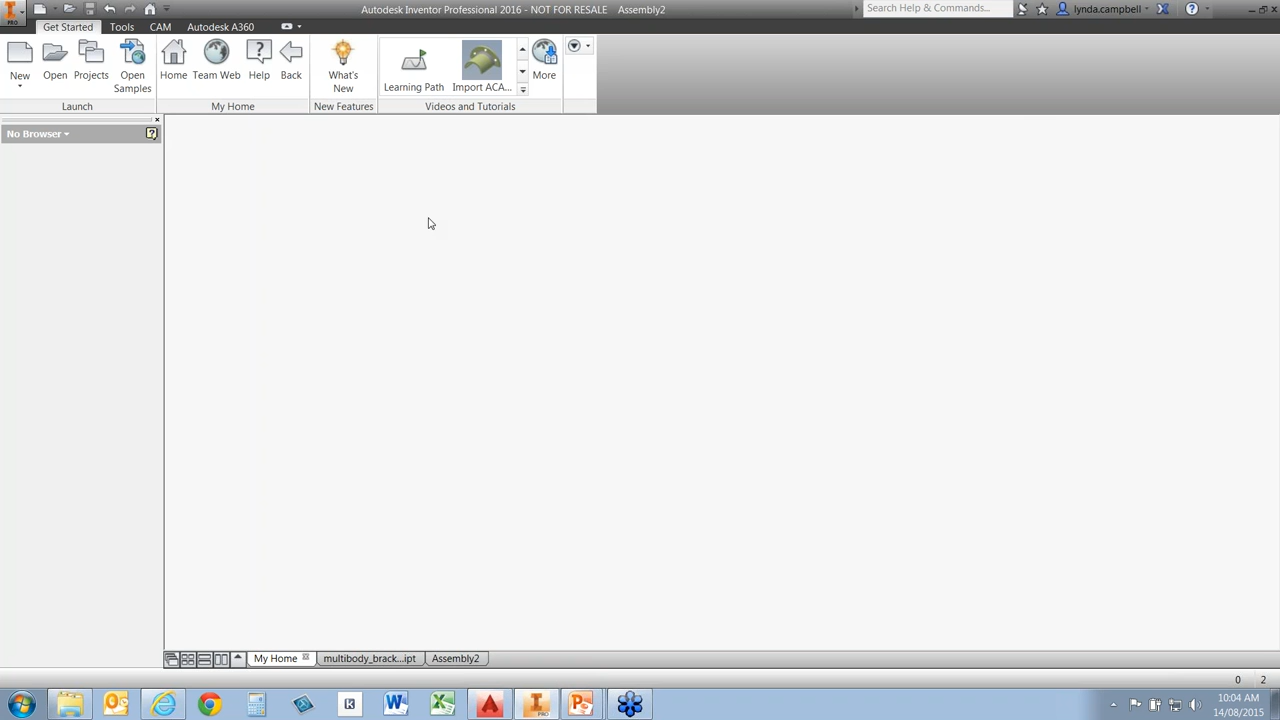 Autodesk Inventor Professional 2016 - NOT FOR RESALE Assembly2
Search Help & Commands...
lynda.campbell
Get Started Tools CAM Autodesk A360
New Open Projects Open Samples
Home Team Web Help Back
What's New
Learning Path Import ACA... More
Launch My Home New Features Videos and Tutorials
PRO
No Browser
My Home multibody_brack...ipt Assembly2
0 2
PRO
10:04 AM
14/08/2015